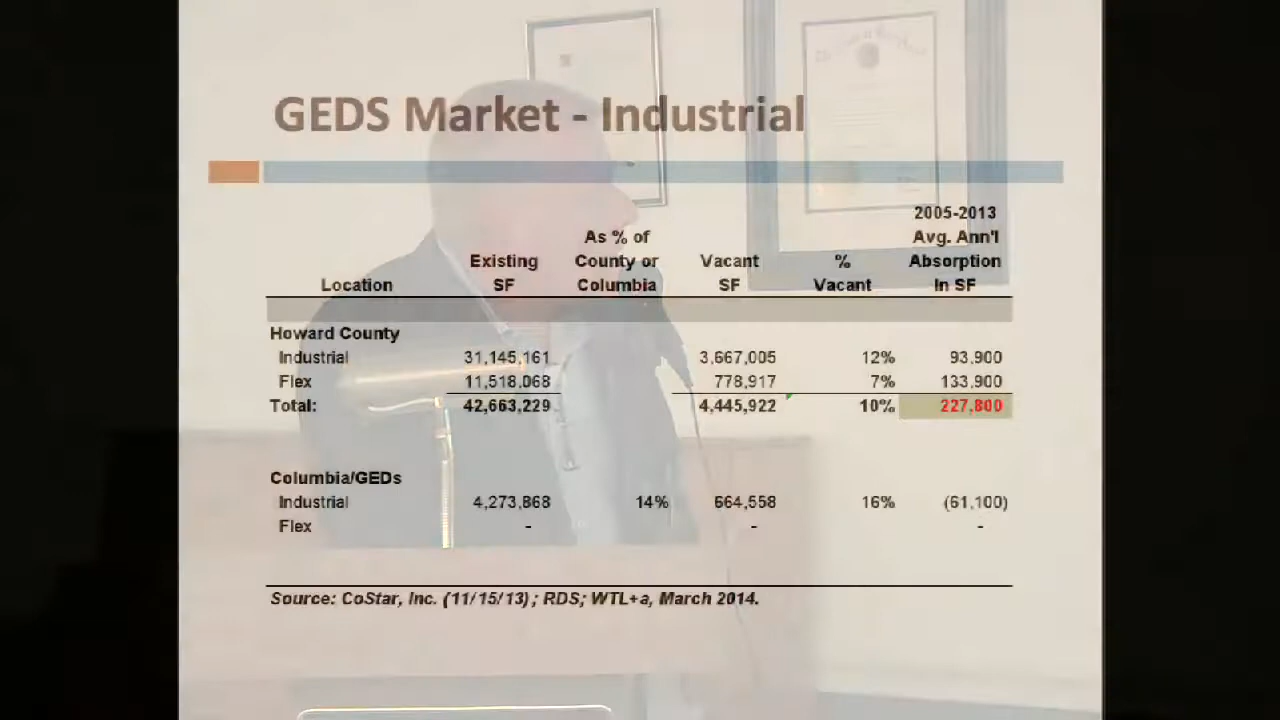 GEDS Market - Industrial
2005-2013
As % of Avg. Ann'l
Existing County or Vacant % Absorption
Location SF Columbia SF Vacant In SF
Howard County
Industrial 31,145,161 3,667,005 12% 93,900
Flex 11,518,068 778,917 7% 133,900
Total: 42,663,229 4,445,922 10% 227,800
Columbia/GEDs
Industrial 4,273,868 14% 664,558 16% (61,100)
Flex - - -
Source: CoStar, Inc. (11/15/13); RDS; WTL+a, March 2014.